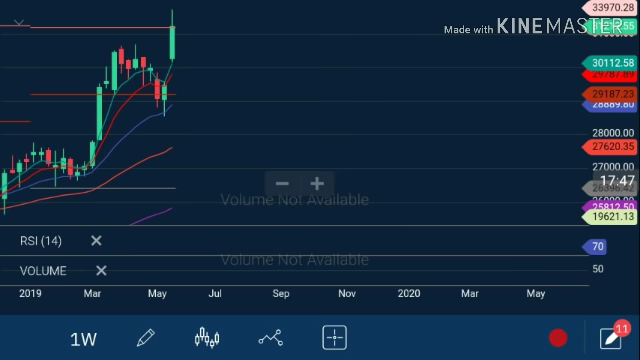 33970.28
Made with KINEMASTER
30112.58
29787.89
29187.23
28889.80
28000.00
27620.35
27000.00
17:47
Volume Not Available
25812.50
19621.13
RSI (14)
70
Volume Not Available
VOLUME
50
2019 Mar May Jul Sep Nov 2020 Mar May
1W
11